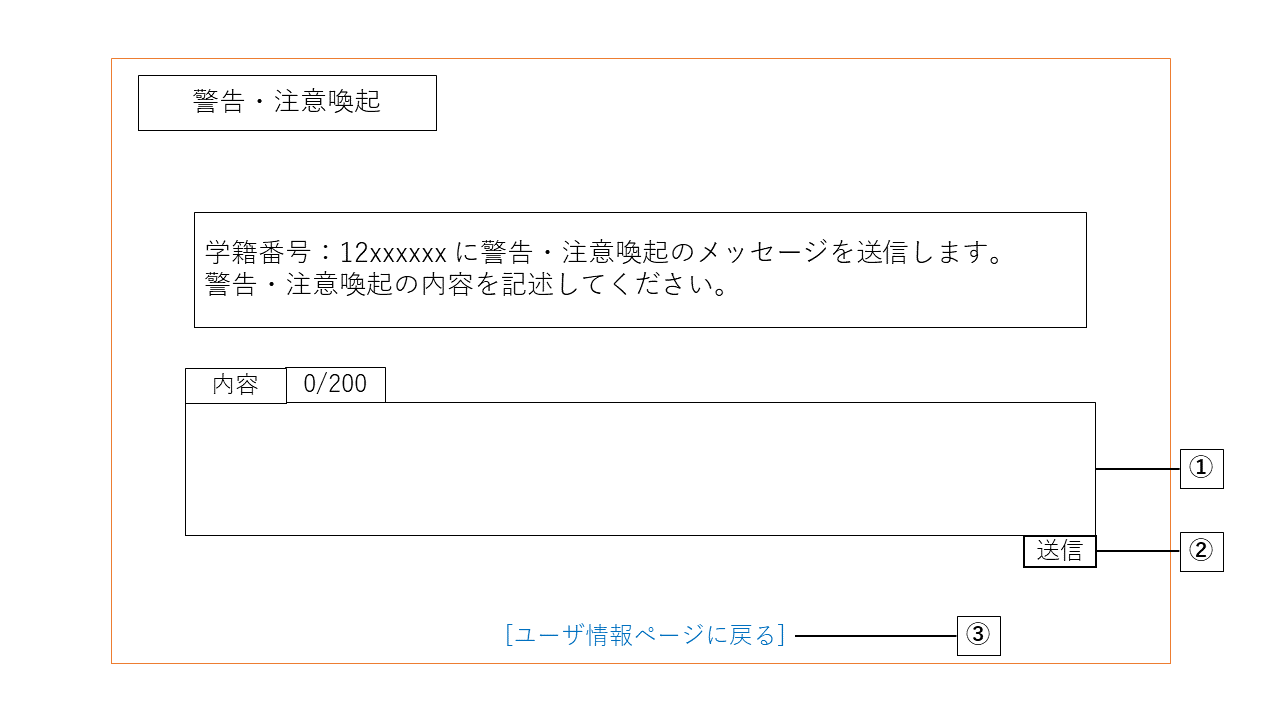 警告・注意喚起
学籍番号：12xxxxxx に警告・注意喚起のメッセージを送信します。
警告・注意喚起の内容を記述してください。
内容
0/200
①
送信
②
[ユーザ情報ページに戻る]
③